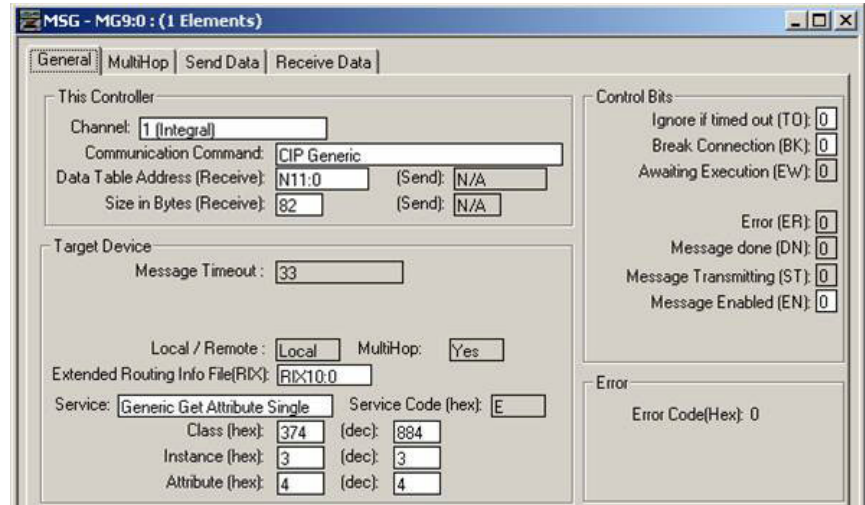 MSG - MG9:0 : (1 Elements)
General MultiHop Send Data Receive Data
This Controller
Channel: 1 (Integral)
Communication Command: CIP Generic
Data Table Address (Receive): N11:0 (Send): N/A
Size in Bytes (Receive): 82 (Send): N/A
Target Device
Message Timeout : 33
Local / Remote : Local MultiHop: Yes
Extended Routing Info File(RIX): RIX10:0
Service: Generic Get Attribute Single Service Code (hex): E
Class (hex): 374 (dec): 884
Instance (hex): 3 (dec): 3
Attribute (hex): 4 (dec): 4
Control Bits
Ignore if timed out (TO): 0
Break Connection (BK): 0
Awaiting Execution (EW): 0
Error (ER): 0
Message done (DN): 0
Message Transmitting (ST): 0
Message Enabled (EN): 0
Error
Error Code(Hex): 0